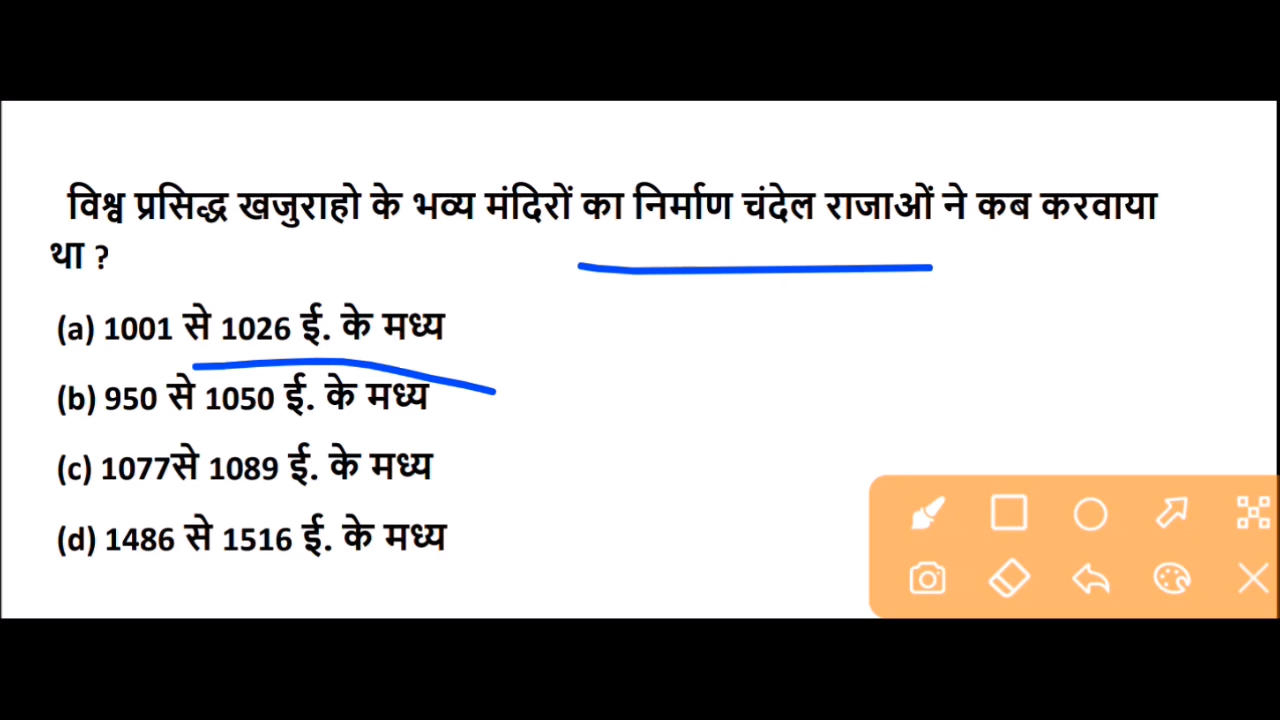 विश्व प्रसिद्ध खजुराहो के भव्य मंदिरों का निर्माण चंदेल राजाओं ने कब करवाया
था ?
(a) 1001 से 1026 ई. के मध्य
(b) 950 से 1050 ई. के मध्य
(c) 1077से 1089 ई. के मध्य
(d) 1486 से 1516 ई. के मध्य